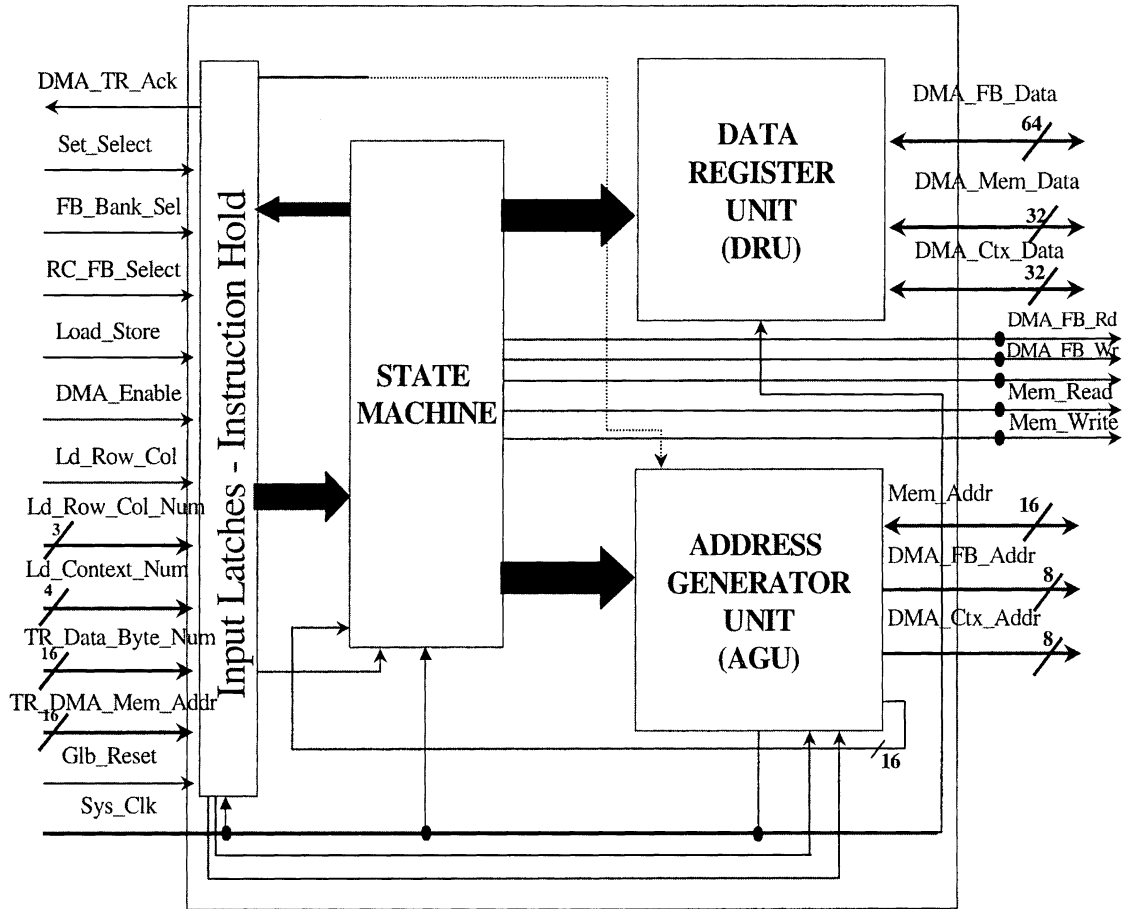 DMA_TR_Ack
Set_Select
FB_Bank_Sel
RC_FB_Select
Load_Store
DMA_Enable
Ld_Row_Col
Ld_Row_Col_Num
3
Ld_Context_Num
4
TR_Data_Byte_Num
16
TR_DMA_Mem_Addr
16
Glb_Reset
Sys_Clk
Input Latches - Instruction Hold
STATE
MACHINE
DATA
REGISTER
UNIT
(DRU)
ADDRESS
GENERATOR
UNIT
(AGU)
16
DMA_FB_Data
64
DMA_Mem_Data
32
DMA_Ctx_Data
32
DMA_FB_Rd
DMA_FB_Wr
Mem_Read
Mem_Write
Mem_Addr
16
DMA_FB_Addr
8
DMA_Ctx_Addr
8